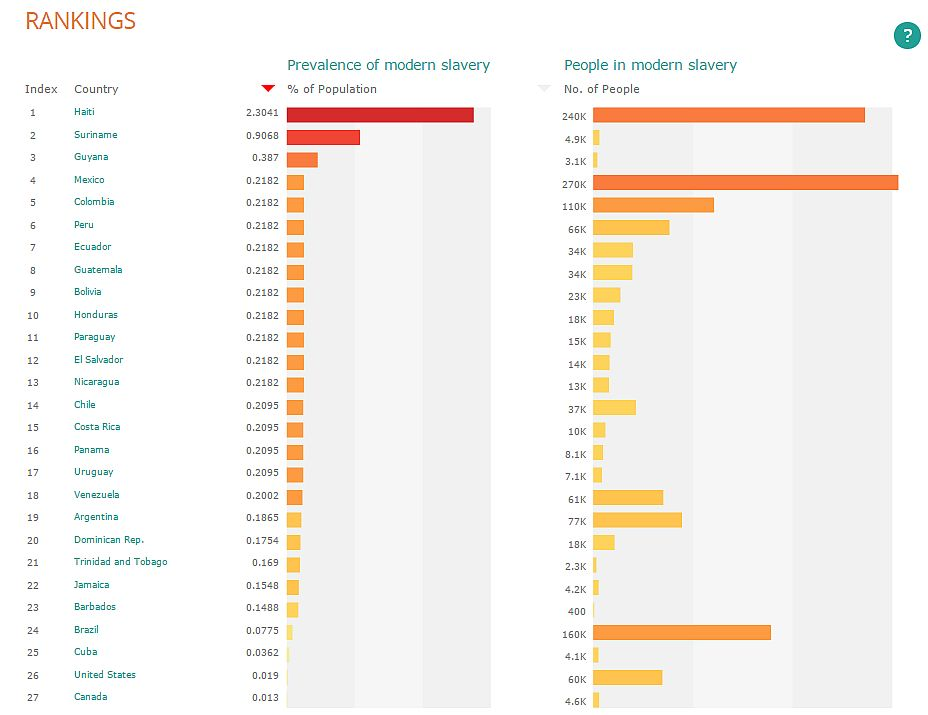 RANKINGS
?
Prevalence of modern slavery People in modern slavery
Index Country % of Population No. of People
1 Haiti 2.3041 240K
2 Suriname 0.9068 4.9K
3 Guyana 0.387 3.1K
4 Mexico 0.2182 270K
5 Colombia 0.2182 110K
6 Peru 0.2182 66K
7 Ecuador 0.2182 34K
8 Guatemala 0.2182 34K
9 Bolivia 0.2182 23K
10 Honduras 0.2182 18K
11 Paraguay 0.2182 15K
12 El Salvador 0.2182 14K
13 Nicaragua 0.2182 13K
14 Chile 0.2095 37K
15 Costa Rica 0.2095 10K
16 Panama 0.2095 8.1K
17 Uruguay 0.2095 7.1K
18 Venezuela 0.2002 61K
19 Argentina 0.1865 77K
20 Dominican Rep. 0.1754 18K
21 Trinidad and Tobago 0.169 2.3K
22 Jamaica 0.1548 4.2K
23 Barbados 0.1488 400
24 Brazil 0.0775 160K
25 Cuba 0.0362 4.1K
26 United States 0.019 60K
27 Canada 0.013 4.6K